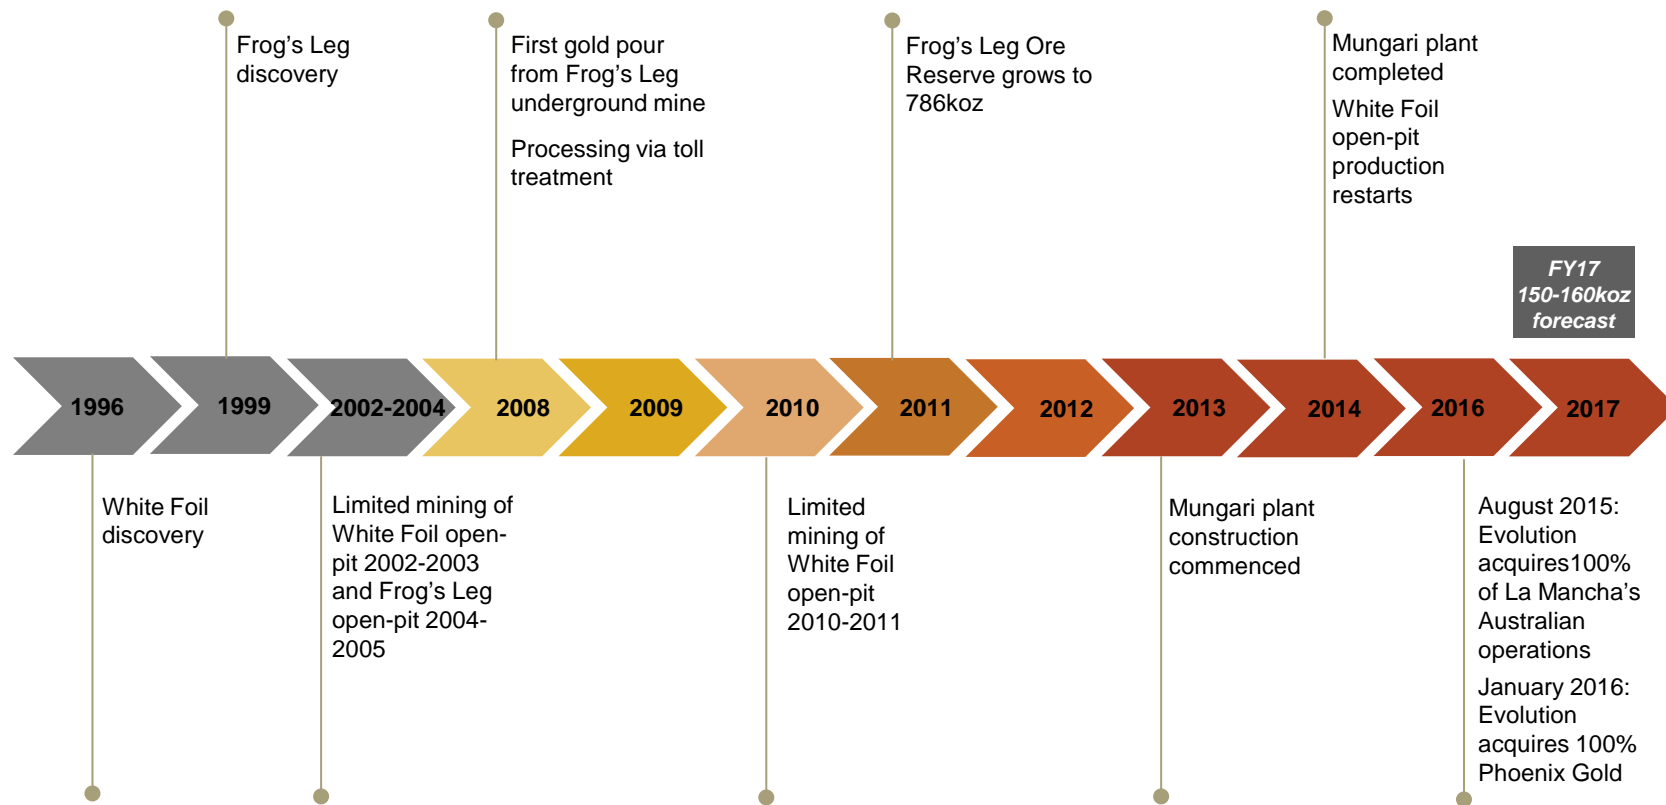 Frog’s Leg
discovery
First gold pour
from Frog’s Leg
underground mine
Processing via toll
treatment
Frog’s Leg Ore
Reserve grows to
786koz
Mungari plant
completed
White Foil
open-pit
production
restarts
FY17
150-160koz
forecast
1996
1999
2002-2004
2008
2009
2010
2011
2012
2013
2014
2016
2017
White Foil
discovery
Limited mining of
White Foil open-
pit 2002-2003
and Frog’s Leg
open-pit 2004-
2005
Limited
mining of
White Foil
open-pit
2010-2011
Mungari plant
construction
commenced
August 2015:
Evolution
acquires100%
of La Mancha’s
Australian
operations
January 2016:
Evolution
acquires 100%
Phoenix Gold